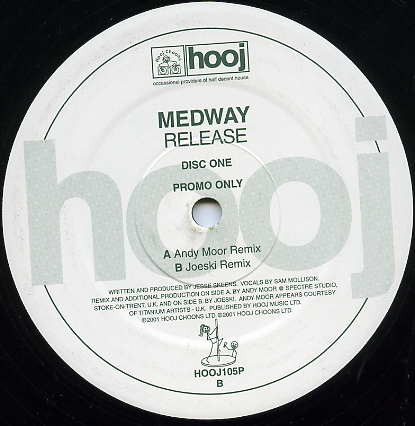 HOOJ CHOONS
hooj
occasional providers of half decent house
hooj
MEDWAY
RELEASE
DISC ONE
PROMO ONLY
A Andy Moor Remix
B Joeski Remix
WRITTEN AND PRODUCED BY JESSE SKEENS. VOCALS BY SAM MOLLISON.
REMIX AND ADDITIONAL PRODUCTION ON SIDE A. BY ANDY MOOR @ SPECTRE STUDIO,
STOKE-ON-TRENT, U.K, AND ON SIDE B. BY JOESKI. ANDY MOOR APPEARS COURTESY
OF TITANIUM ARTISTS - U.K. PUBLISHED BY HOOJ MUSIC LTD.
℗2001 HOOJ CHOONS LTD. ©2001 HOOJ CHOONS LTD.
HOOJ105P
B